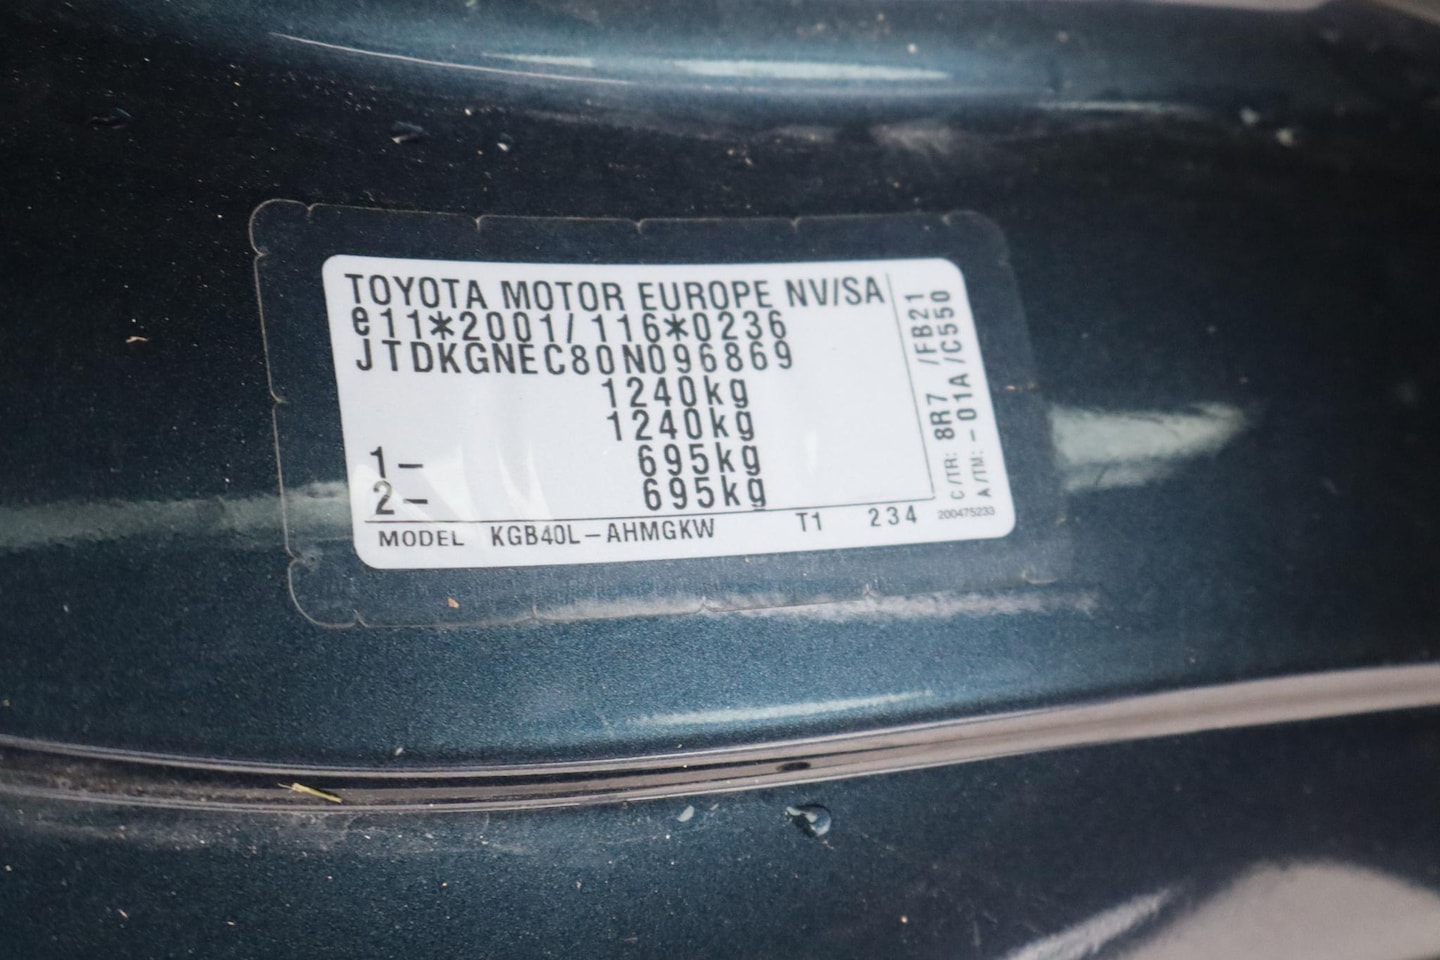 TOYOTA MOTOR EUROPE NV/SA
e11*2001/116*0236
JTDKGNEC80N096869
1240kg
1240kg
1- 695kg
2- 695kg
MODEL KGB40L-AHMGKW T1 234
C/TR: 8R7 /FB21
A/TM: -01A /C550
200475233